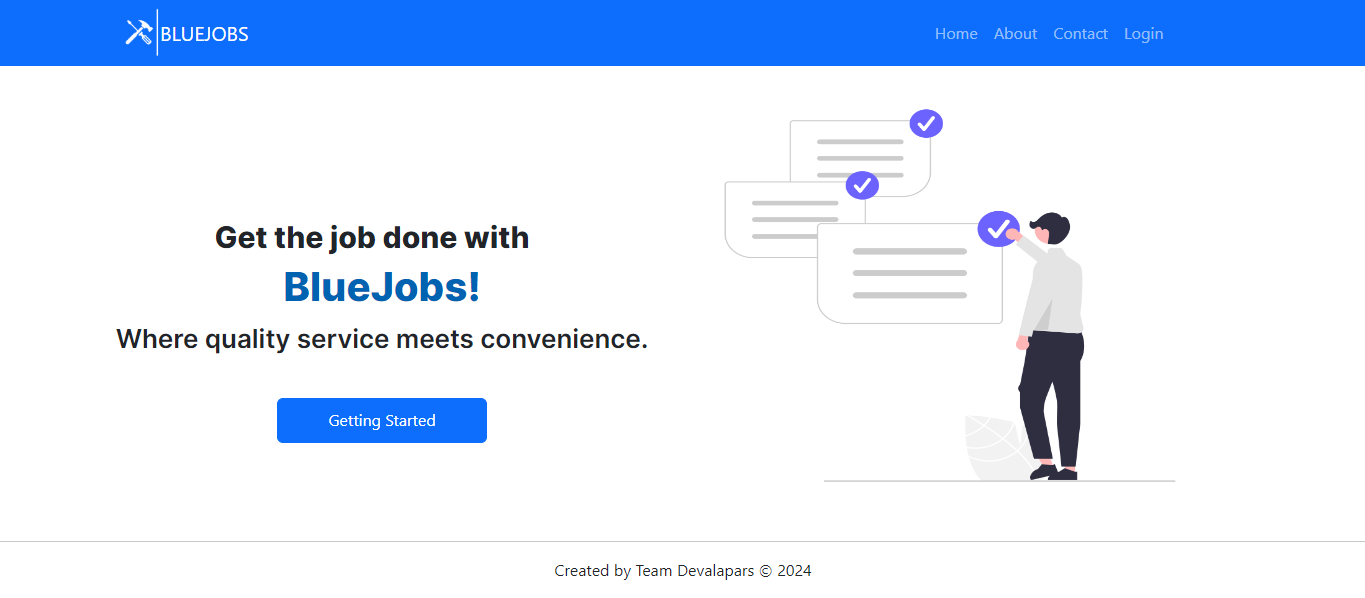 BLUEJOBS
Home About Contact Login
Get the job done with
BlueJobs!
Where quality service meets convenience.
Getting Started
Created by Team Devalapars © 2024